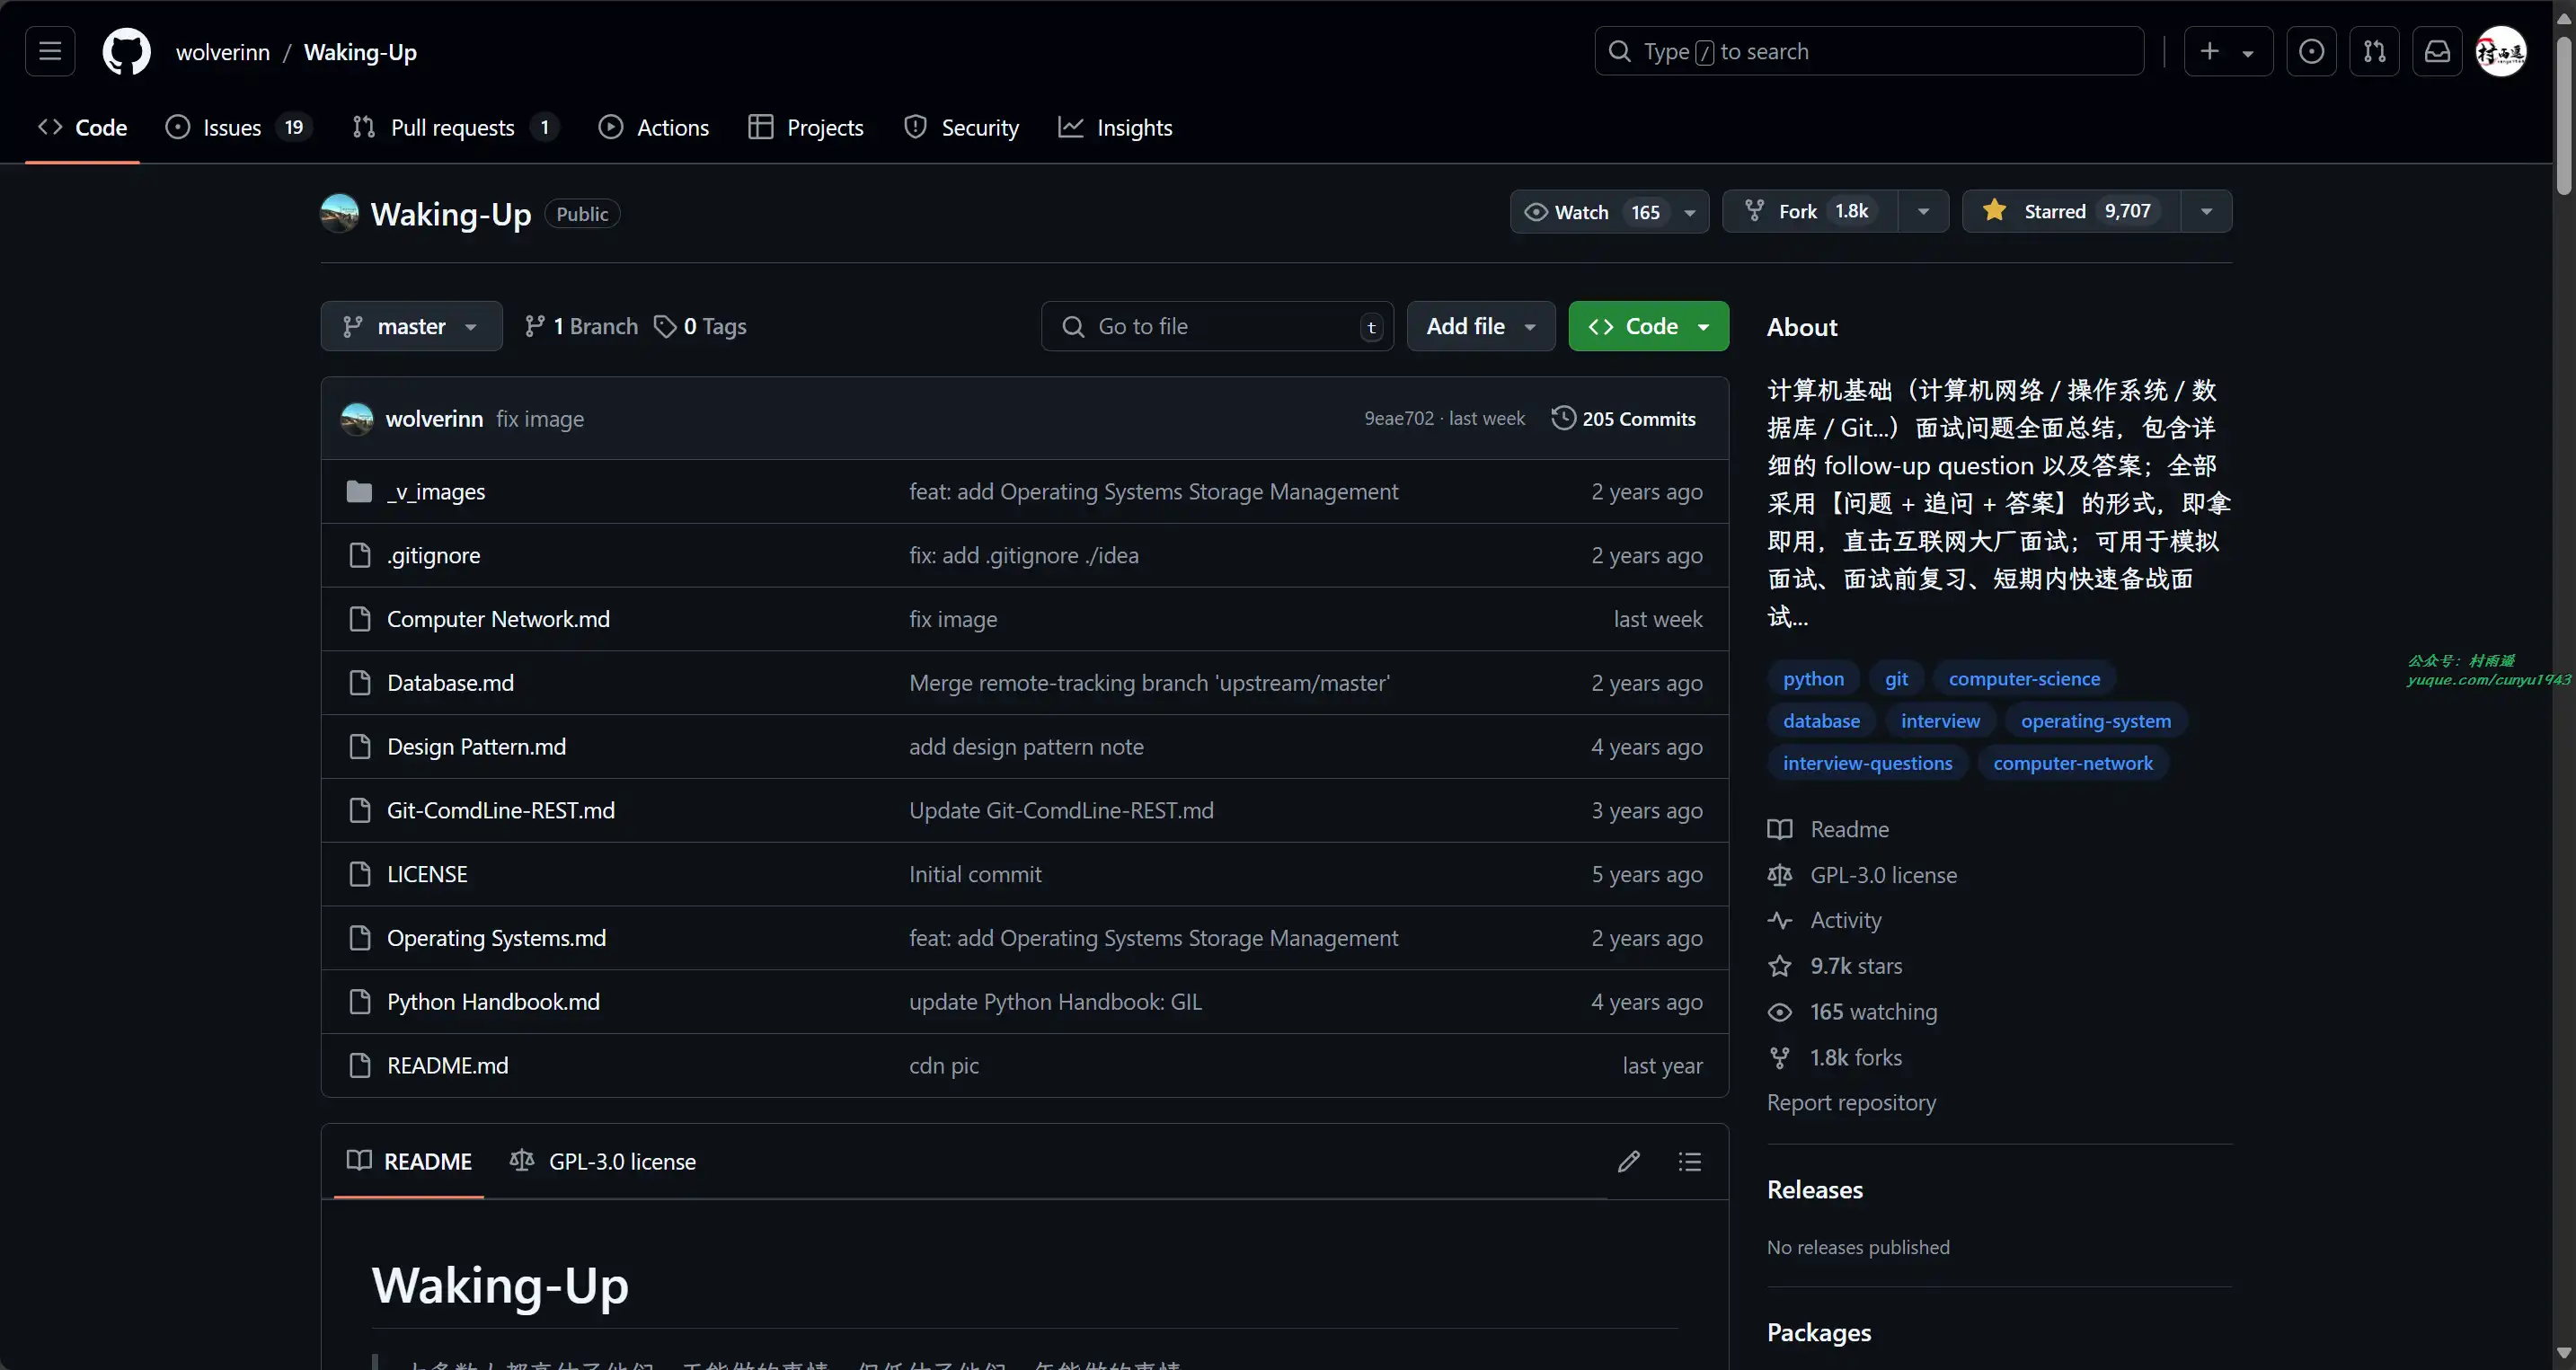 wolverinn / Waking-Up
Type / to search
Code
Issues 19
Pull requests 1
Actions
Projects
Security
Insights
Waking-Up Public
Watch 165
Fork 1.8k
Starred 9,707
master
1 Branch
0 Tags
Go to file t
Add file
Code
wolverinn fix image 9eae702 · last week 205 Commits
_v_images feat: add Operating Systems Storage Management 2 years ago
.gitignore fix: add .gitignore ./idea 2 years ago
Computer Network.md fix image last week
Database.md Merge remote-tracking branch 'upstream/master' 2 years ago
Design Pattern.md add design pattern note 4 years ago
Git-ComdLine-REST.md Update Git-ComdLine-REST.md 3 years ago
LICENSE Initial commit 5 years ago
Operating Systems.md feat: add Operating Systems Storage Management 2 years ago
Python Handbook.md update Python Handbook: GIL 4 years ago
README.md cdn pic last year
README
GPL-3.0 license
Waking-Up
About
计算机基础（计算机网络 / 操作系统 / 数
据库 / Git...）面试问题全面总结，包含详
细的 follow-up question 以及答案；全部
采用【问题 + 追问 + 答案】的形式，即拿
即用，直击互联网大厂面试；可用于模拟
面试、面试前复习、短期内快速备战面
试...
python git computer-science
database interview operating-system
interview-questions computer-network
Readme
GPL-3.0 license
Activity
9.7k stars
165 watching
1.8k forks
Report repository
Releases
No releases published
Packages
公众号：村雨遥
yuque.com/cunyu1943